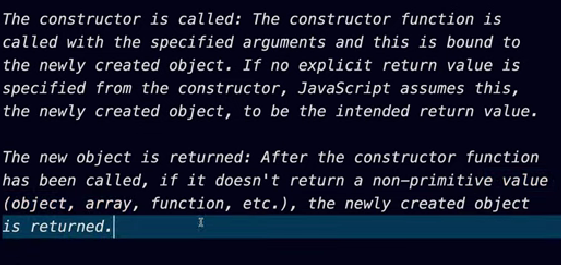 The constructor is called: The constructor function is
called with the specified arguments and this is bound to
the newly created object. If no explicit return value is
specified from the constructor, JavaScript assumes this,
the newly created object, to be the intended return value.
The new object is returned: After the constructor function
has been called, if it doesn't return a non-primitive value
(object, array, function, etc.), the newly created object
is returned.